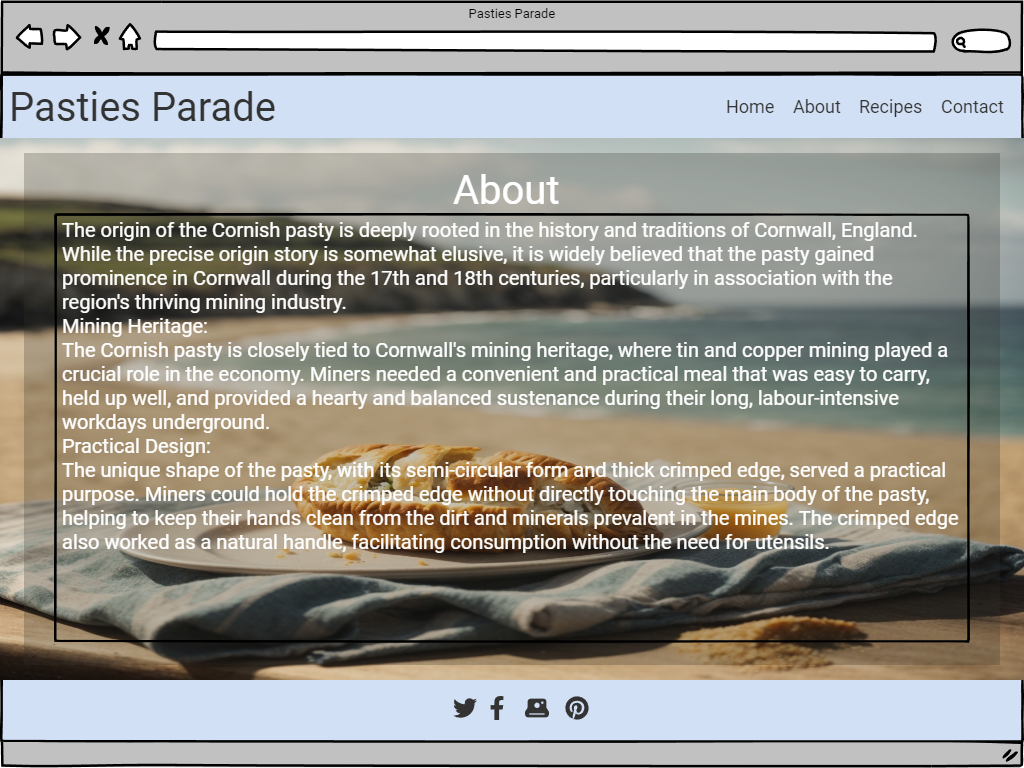 Pasties Parade
Pasties Parade
Home About Recipes Contact
About
The origin of the Cornish pasty is deeply rooted in the history and traditions of Cornwall, England.
While the precise origin story is somewhat elusive, it is widely believed that the pasty gained
prominence in Cornwall during the 17th and 18th centuries, particularly in association with the
region's thriving mining industry.
Mining Heritage:
The Cornish pasty is closely tied to Cornwall's mining heritage, where tin and copper mining played a
crucial role in the economy. Miners needed a convenient and practical meal that was easy to carry,
held up well, and provided a hearty and balanced sustenance during their long, labour-intensive
workdays underground.
Practical Design:
The unique shape of the pasty, with its semi-circular form and thick crimped edge, served a practical
purpose. Miners could hold the crimped edge without directly touching the main body of the pasty,
helping to keep their hands clean from the dirt and minerals prevalent in the mines. The crimped edge
also worked as a natural handle, facilitating consumption without the need for utensils.